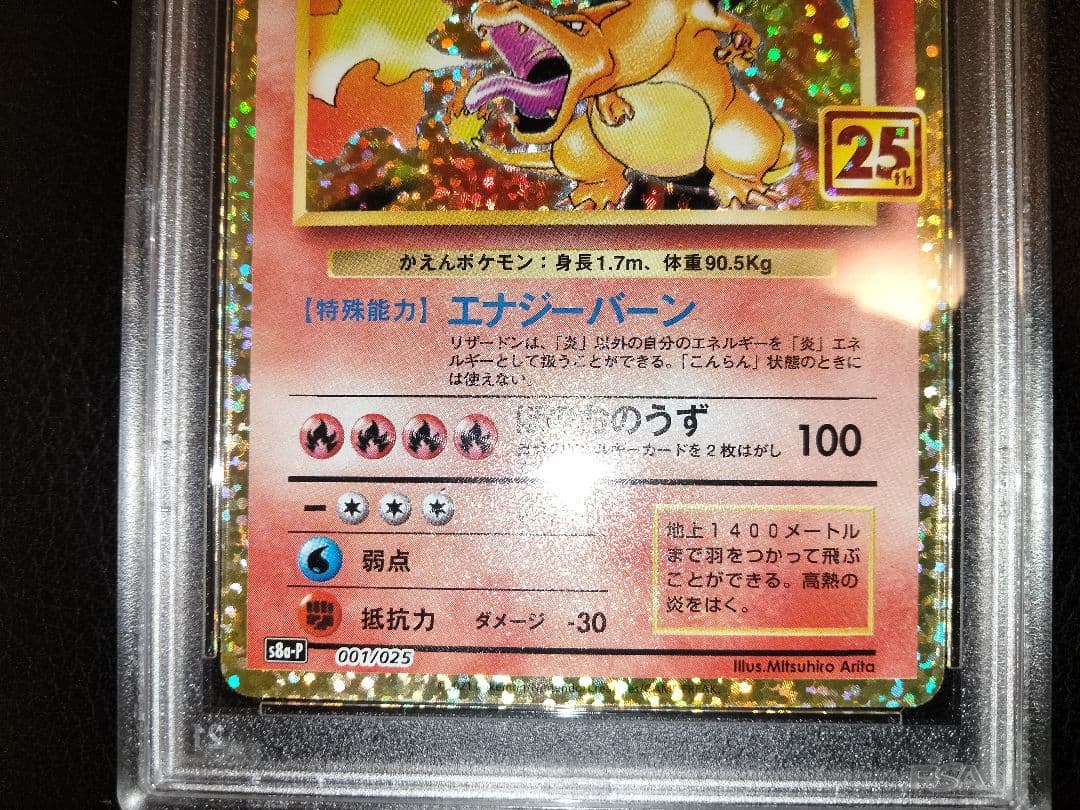 25th
かえんポケモン：身長1.7m、体重90.5Kg
【特殊能力】 エナジーバーン
リザードンは、「炎」以外の自分のエネルギーを「炎」エネ
ルギーとして扱うことができる。「こんらん」状態のときに
は使えない。
のうず 100
カードを2枚はがし
弱点
抵抗力 ダメージ -30
地上1400メートル
まで羽をつかって飛ぶ
ことができる。高熱の
炎をはく。
s8a-P 001/025
Illus.Mitsuhiro Arita
PSA